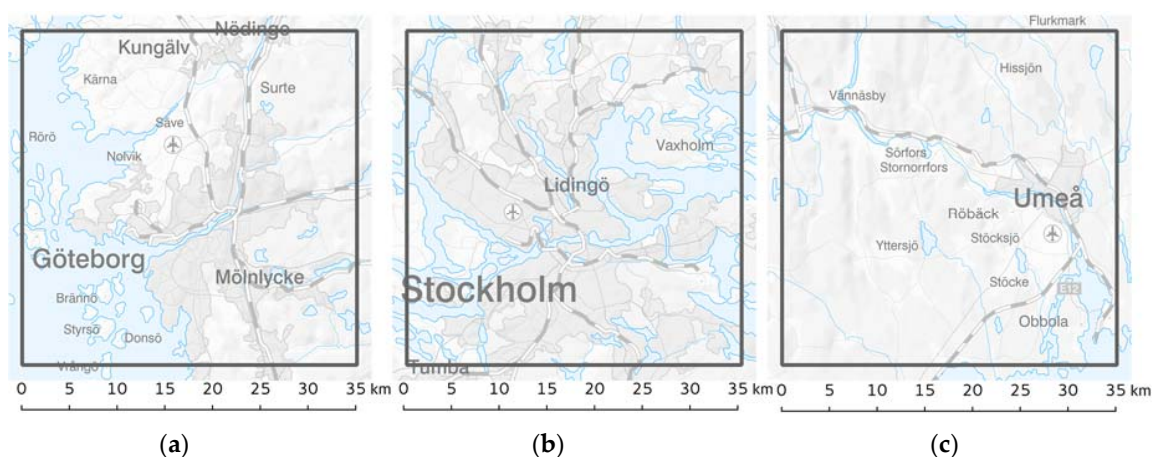 Nödinge
Kungälv
Kärna
Surte
Säve
Rörö
Nolvik
Göteborg
Mölnlycke
Brännö
Styrsö
Donsö
Vrångö
0 5 10 15 20 25 30 35 km
(a)
Vaxholm
Lidingö
Stockholm
Tumba
0 5 10 15 20 25 30 35 km
(b)
Flurkmark
Hissjön
Vännäsby
Sörfors
Stornorrfors
Umeå
Röbäck
Yttersjö
Stöcksjö
Stöcke
E12
Obbola
0 5 10 15 20 25 30 35 km
(c)